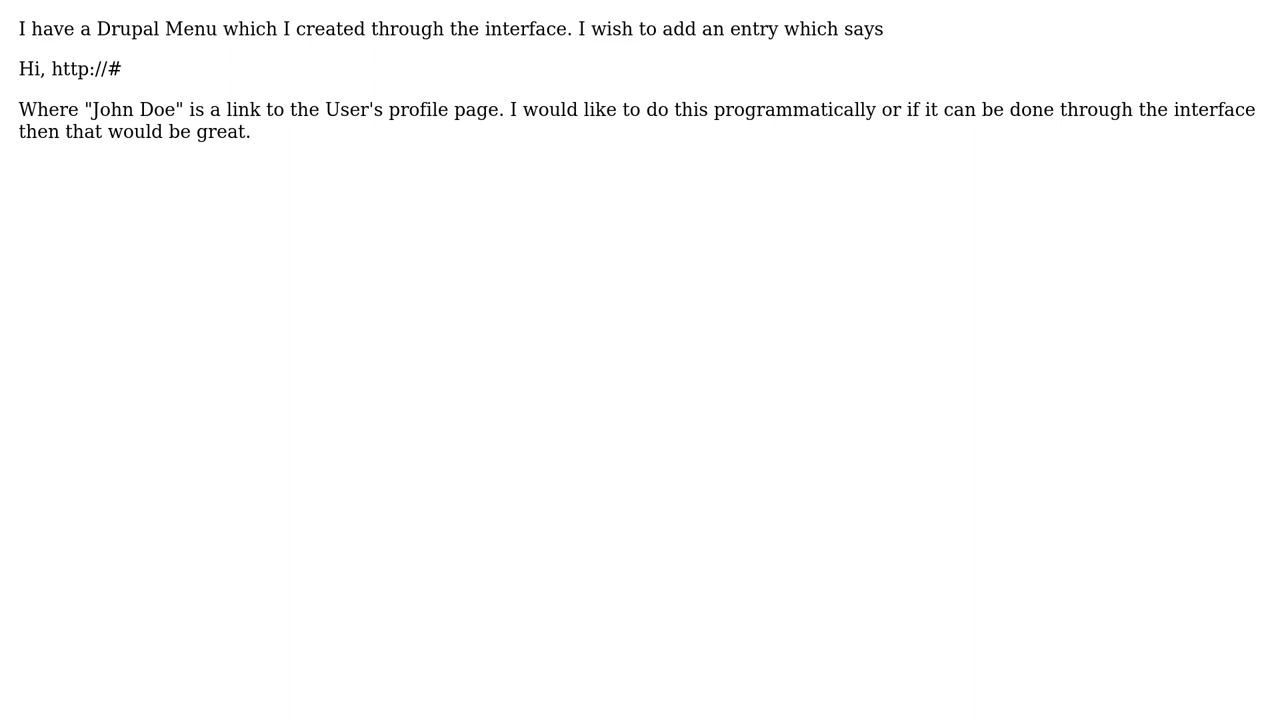 I have a Drupal Menu which I created through the interface. I wish to add an entry which says
Hi, http://#
Where "John Doe" is a link to the User's profile page. I would like to do this programmatically or if it can be done through the interface
then that would be great.